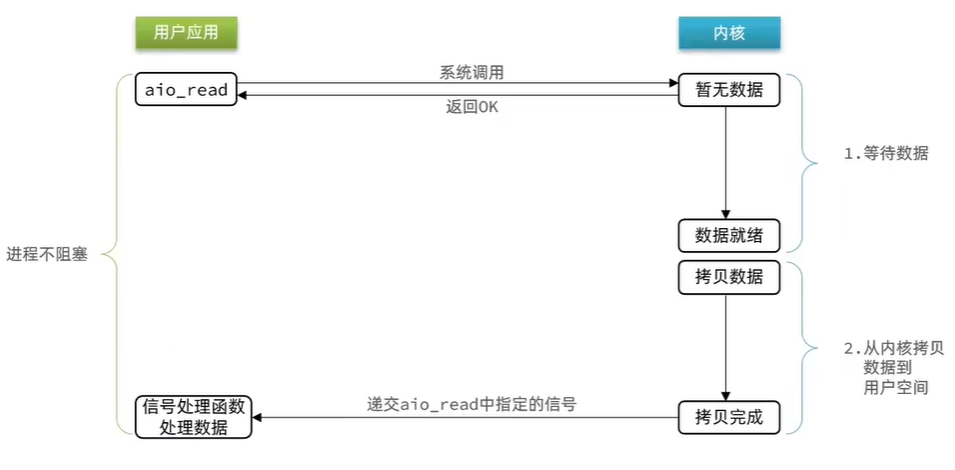 用户应用
内核
系统调用
aio_read
暂无数据
返回OK
1.等待数据
数据就绪
进程不阻塞
拷贝数据
2.从内核拷贝
数据到
用户空间
信号处理函数
处理数据
递交aio_read中指定的信号
拷贝完成